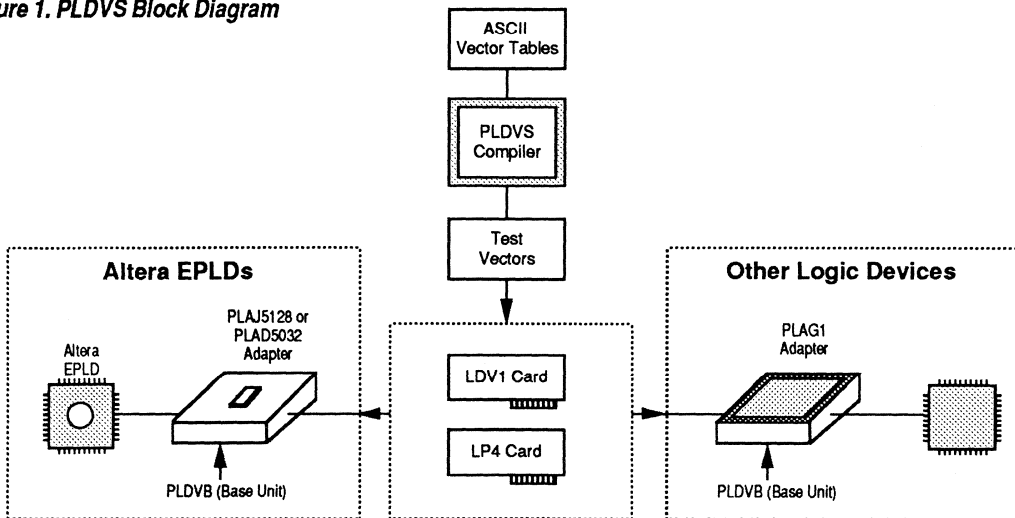 ure 1. PLDVS Block Diagram
ASCII
Vector Tables
PLDVS
Compiler
Test
Vectors
Altera EPLDs
PLAJ5128 or
PLAD5032
Adapter
Altera
EPLD
PLDVB (Base Unit)
LDV1 Card
LP4 Card
Other Logic Devices
PLAG1
Adapter
PLDVB (Base Unit)